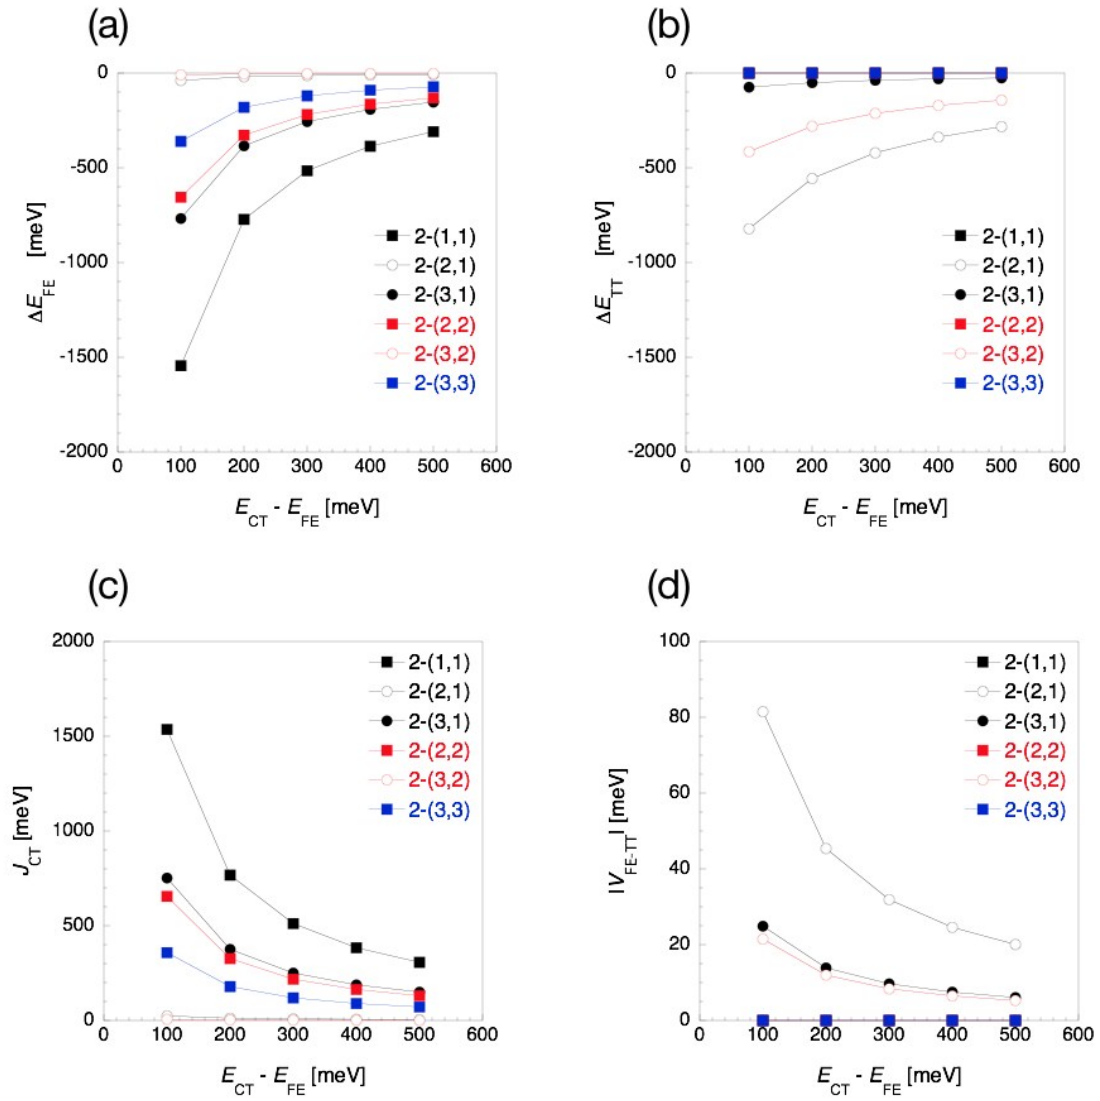 (a)
0
-500
-1000
-1500
-2000
ΔE_FE [meV]
2-(1,1)
2-(2,1)
2-(3,1)
2-(2,2)
2-(3,2)
2-(3,3)
0 100 200 300 400 500 600
E_CT - E_FE [meV]
(b)
0
-500
-1000
-1500
-2000
ΔE_TT [meV]
2-(1,1)
2-(2,1)
2-(3,1)
2-(2,2)
2-(3,2)
2-(3,3)
0 100 200 300 400 500 600
E_CT - E_FE [meV]
(c)
2000
1500
1000
500
0
J_CT [meV]
2-(1,1)
2-(2,1)
2-(3,1)
2-(2,2)
2-(3,2)
2-(3,3)
0 100 200 300 400 500 600
E_CT - E_FE [meV]
(d)
100
80
60
40
20
0
|V_FE-TT| [meV]
2-(1,1)
2-(2,1)
2-(3,1)
2-(2,2)
2-(3,2)
2-(3,3)
0 100 200 300 400 500 600
E_CT - E_FE [meV]